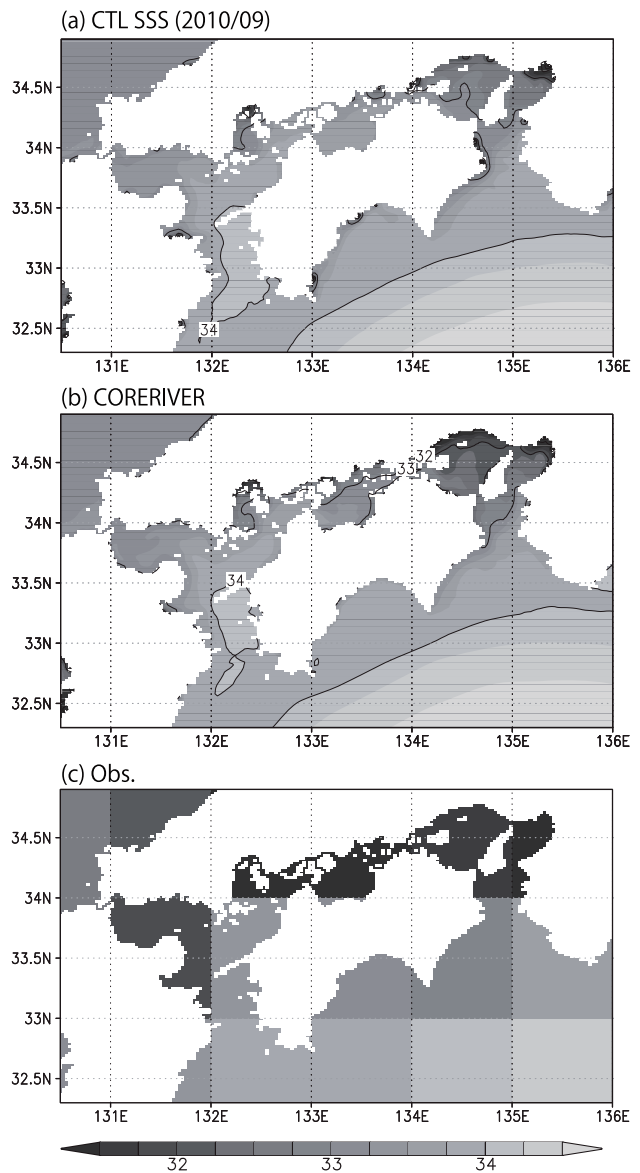 (a) CTL SSS (2010/09)
34.5N
34N
33.5N
33N
32.5N
34
131E 132E 133E 134E 135E 136E
(b) CORERIVER
34.5N
34N
33.5N
33N
32.5N
32
33
34
131E 132E 133E 134E 135E 136E
(c) Obs.
34.5N
34N
33.5N
33N
32.5N
131E 132E 133E 134E 135E 136E
32 33 34